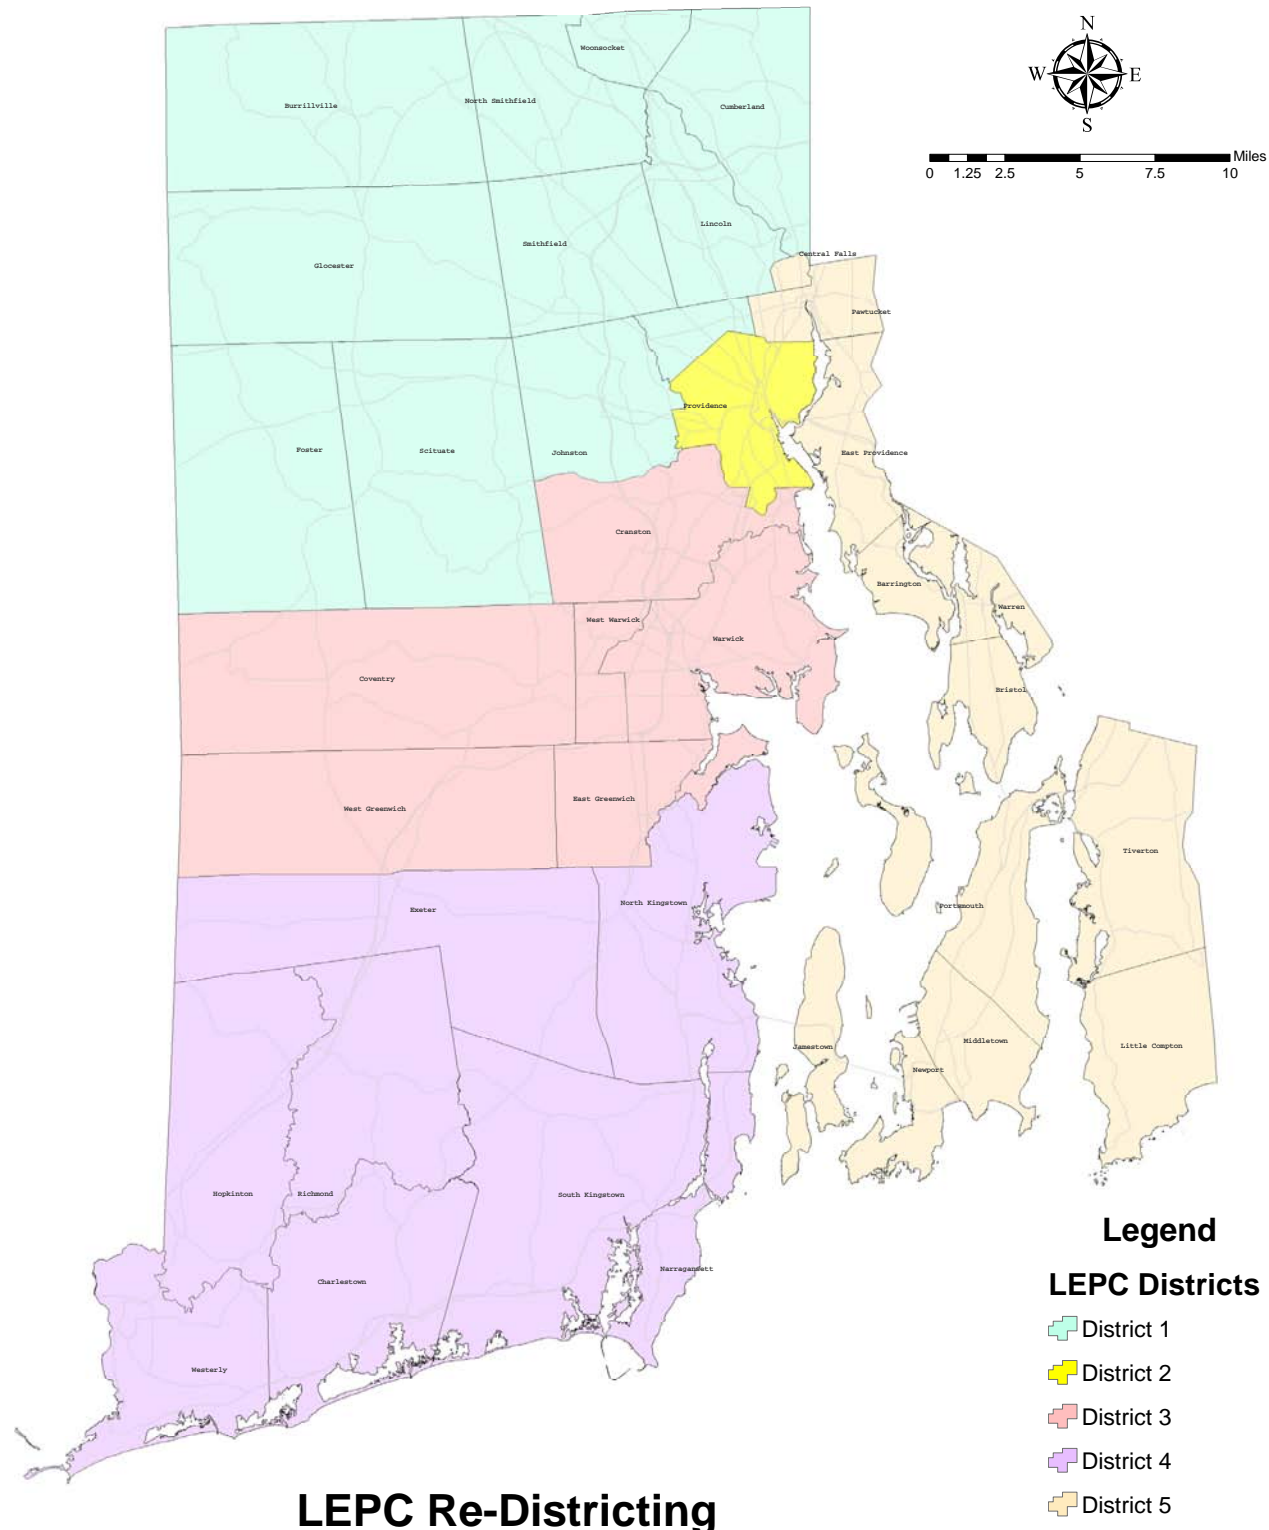 N
W E
S
Miles
0 1.25 2.5 5 7.5 10
Woonsocket
Burrillville
North Smithfield
Cumberland
Lincoln
Smithfield
Glocester
Central Falls
Pawtucket
Providence
Foster
Scituate
Johnston
East Providence
Cranston
Barrington
Warren
West Warwick
Warwick
Coventry
Bristol
West Greenwich
East Greenwich
Tiverton
Exeter
North Kingstown
Portsmouth
Jamestown
Middletown
Little Compton
Newport
Hopkinton
Richmond
South Kingstown
Narragansett
Charlestown
Westerly
Legend
LEPC Districts
District 1
District 2
District 3
District 4
District 5
LEPC Re-Districting